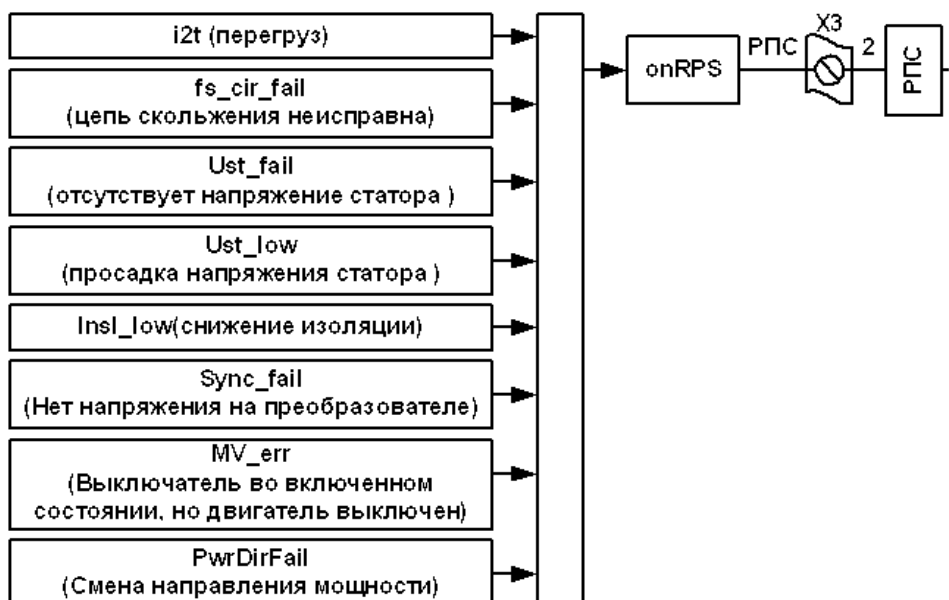 i2t (перегруз)
fs_cir_fail
(цепь скольжения неисправна)
Ust_fail
(отсутствует напряжение статора )
Ust_low
(просадка напряжения статора )
Insl_low(снижение изоляции)
Sync_fail
(Нет напряжения на преобразователе)
MV_err
(Выключатель во включенном
состоянии, но двигатель выключен)
PwrDirFail
(Смена направления мощности)
onRPS
РПС
X3
2
РПС